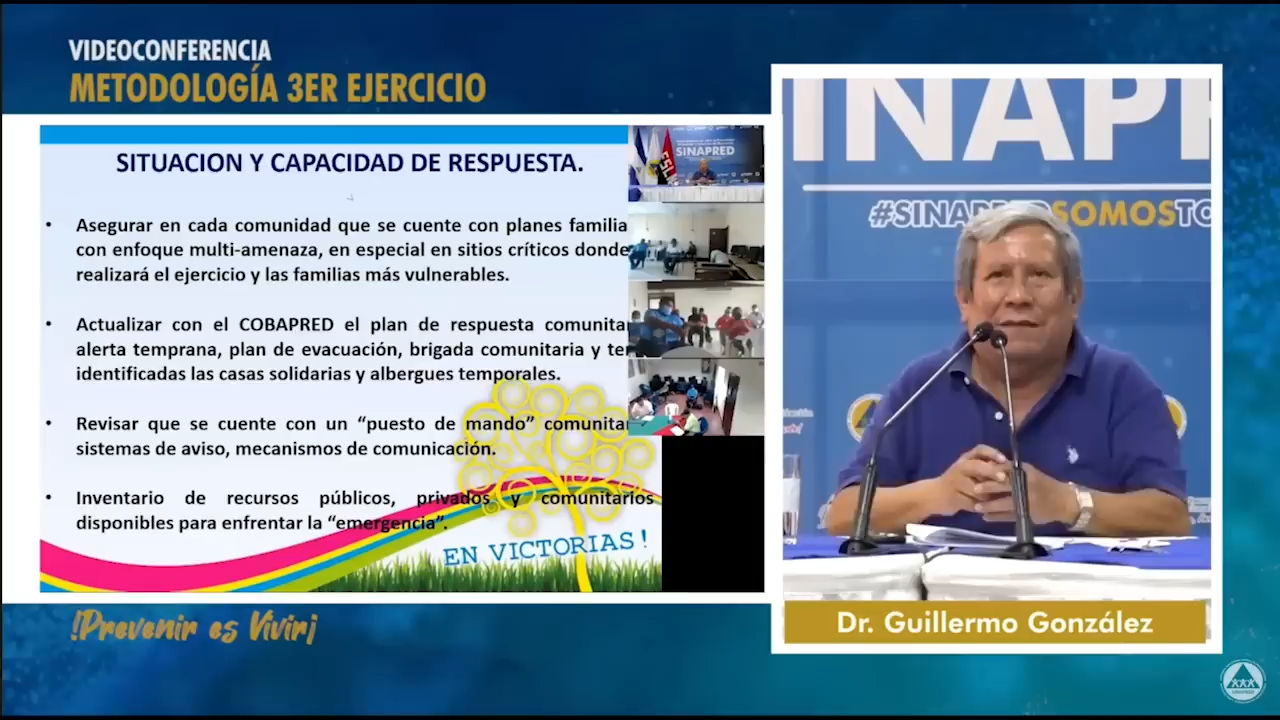 VIDEOCONFERENCIA
METODOLOGÍA 3ER EJERCICIO
SITUACION Y CAPACIDAD DE RESPUESTA.
• Asegurar en cada comunidad que se cuente con planes familia
con enfoque multi-amenaza, en especial en sitios críticos donde
realizará el ejercicio y las familias más vulnerables.
• Actualizar con el COBAPRED el plan de respuesta comunita
alerta temprana, plan de evacuación, brigada comunitaria y te
identificadas las casas solidarias y albergues temporales.
• Revisar que se cuente con un “puesto de mando” comunita
sistemas de aviso, mecanismos de comunicación.
• Inventario de recursos públicos, privados y comunitarios
disponibles para enfrentar la “emergencia”.
EN VICTORIAS!
SINAPRED
FSLN
INAPR
#SINAPREDSOMOSTO
Dr. Guillermo González
!Prevenir es Vivir¡
SINAPRED